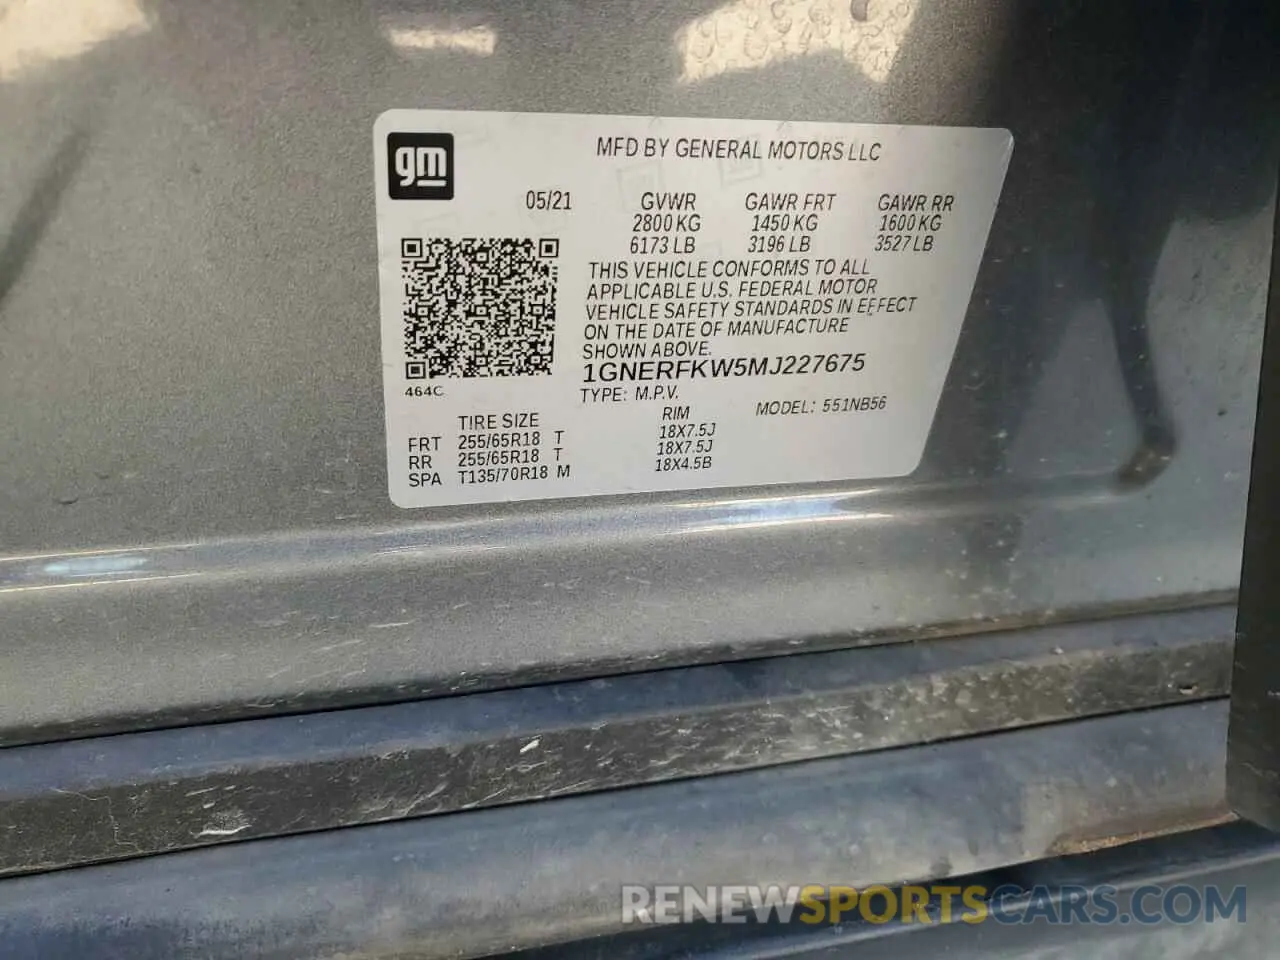 gm
MFD BY GENERAL MOTORS LLC
05/21 GVWR GAWR FRT GAWR RR
2800 KG 1450 KG 1600 KG
6173 LB 3196 LB 3527 LB
THIS VEHICLE CONFORMS TO ALL
APPLICABLE U.S. FEDERAL MOTOR
VEHICLE SAFETY STANDARDS IN EFFECT
ON THE DATE OF MANUFACTURE
SHOWN ABOVE.
1GNERFKW5MJ227675
464C
TYPE: M.P.V. MODEL: 551NB56
TIRE SIZE RIM
FRT 255/65R18 T 18X7.5J
RR 255/65R18 T 18X7.5J
SPA T135/70R18 M 18X4.5B
RENEWSPORTSCARS.COM